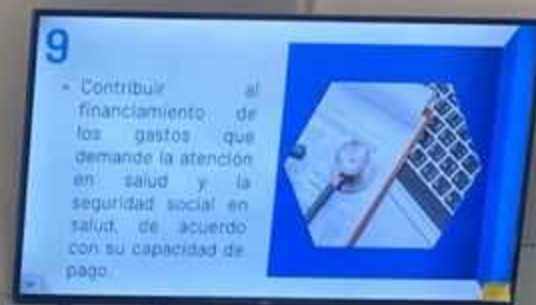 9
• Contribuir al
financiamiento de
los gastos que
demande la atención
en salud y la
seguridad social en
salud, de acuerdo
con su capacidad de
pago.